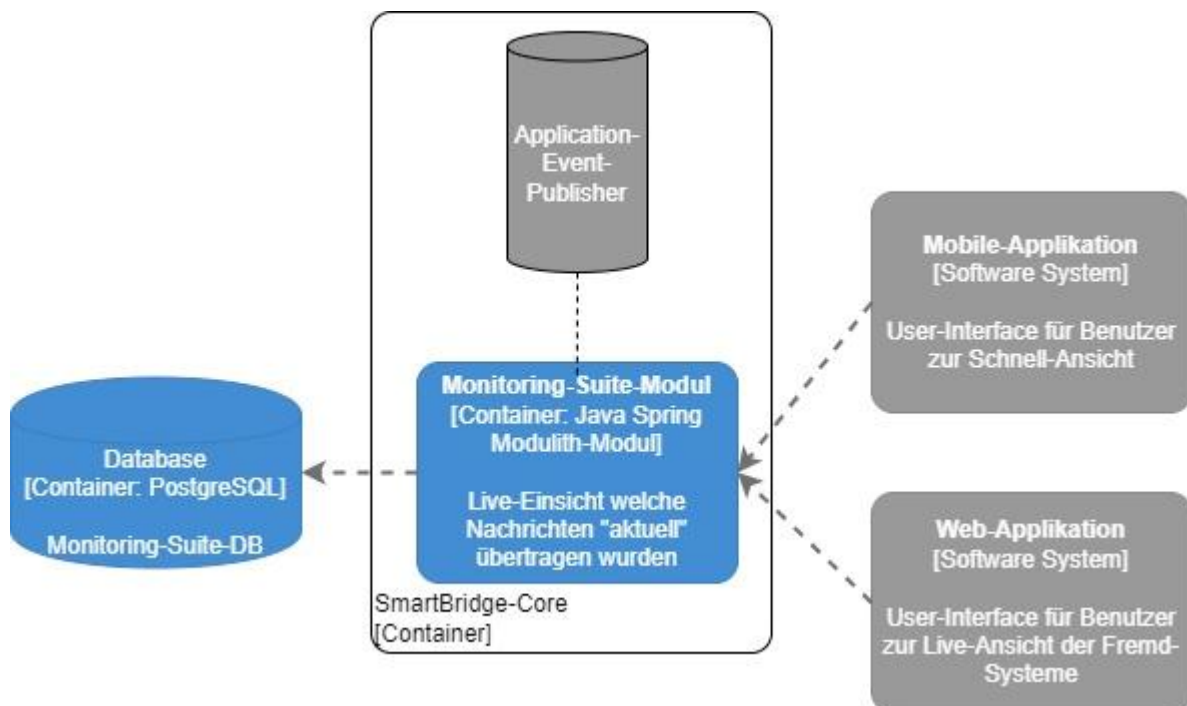 Application-
Event-
Publisher
Mobile-Applikation
[Software System]
User-Interface für Benutzer
zur Schnell-Ansicht
Monitoring-Suite-Modul
[Container: Java Spring
Modulith-Modul]
Live-Einsicht welche
Nachrichten "aktuell"
übertragen wurden
Database
[Container: PostgreSQL]
Monitoring-Suite-DB
Web-Applikation
[Software System]
User-Interface für Benutzer
zur Live-Ansicht der Fremd-
Systeme
SmartBridge-Core
[Container]